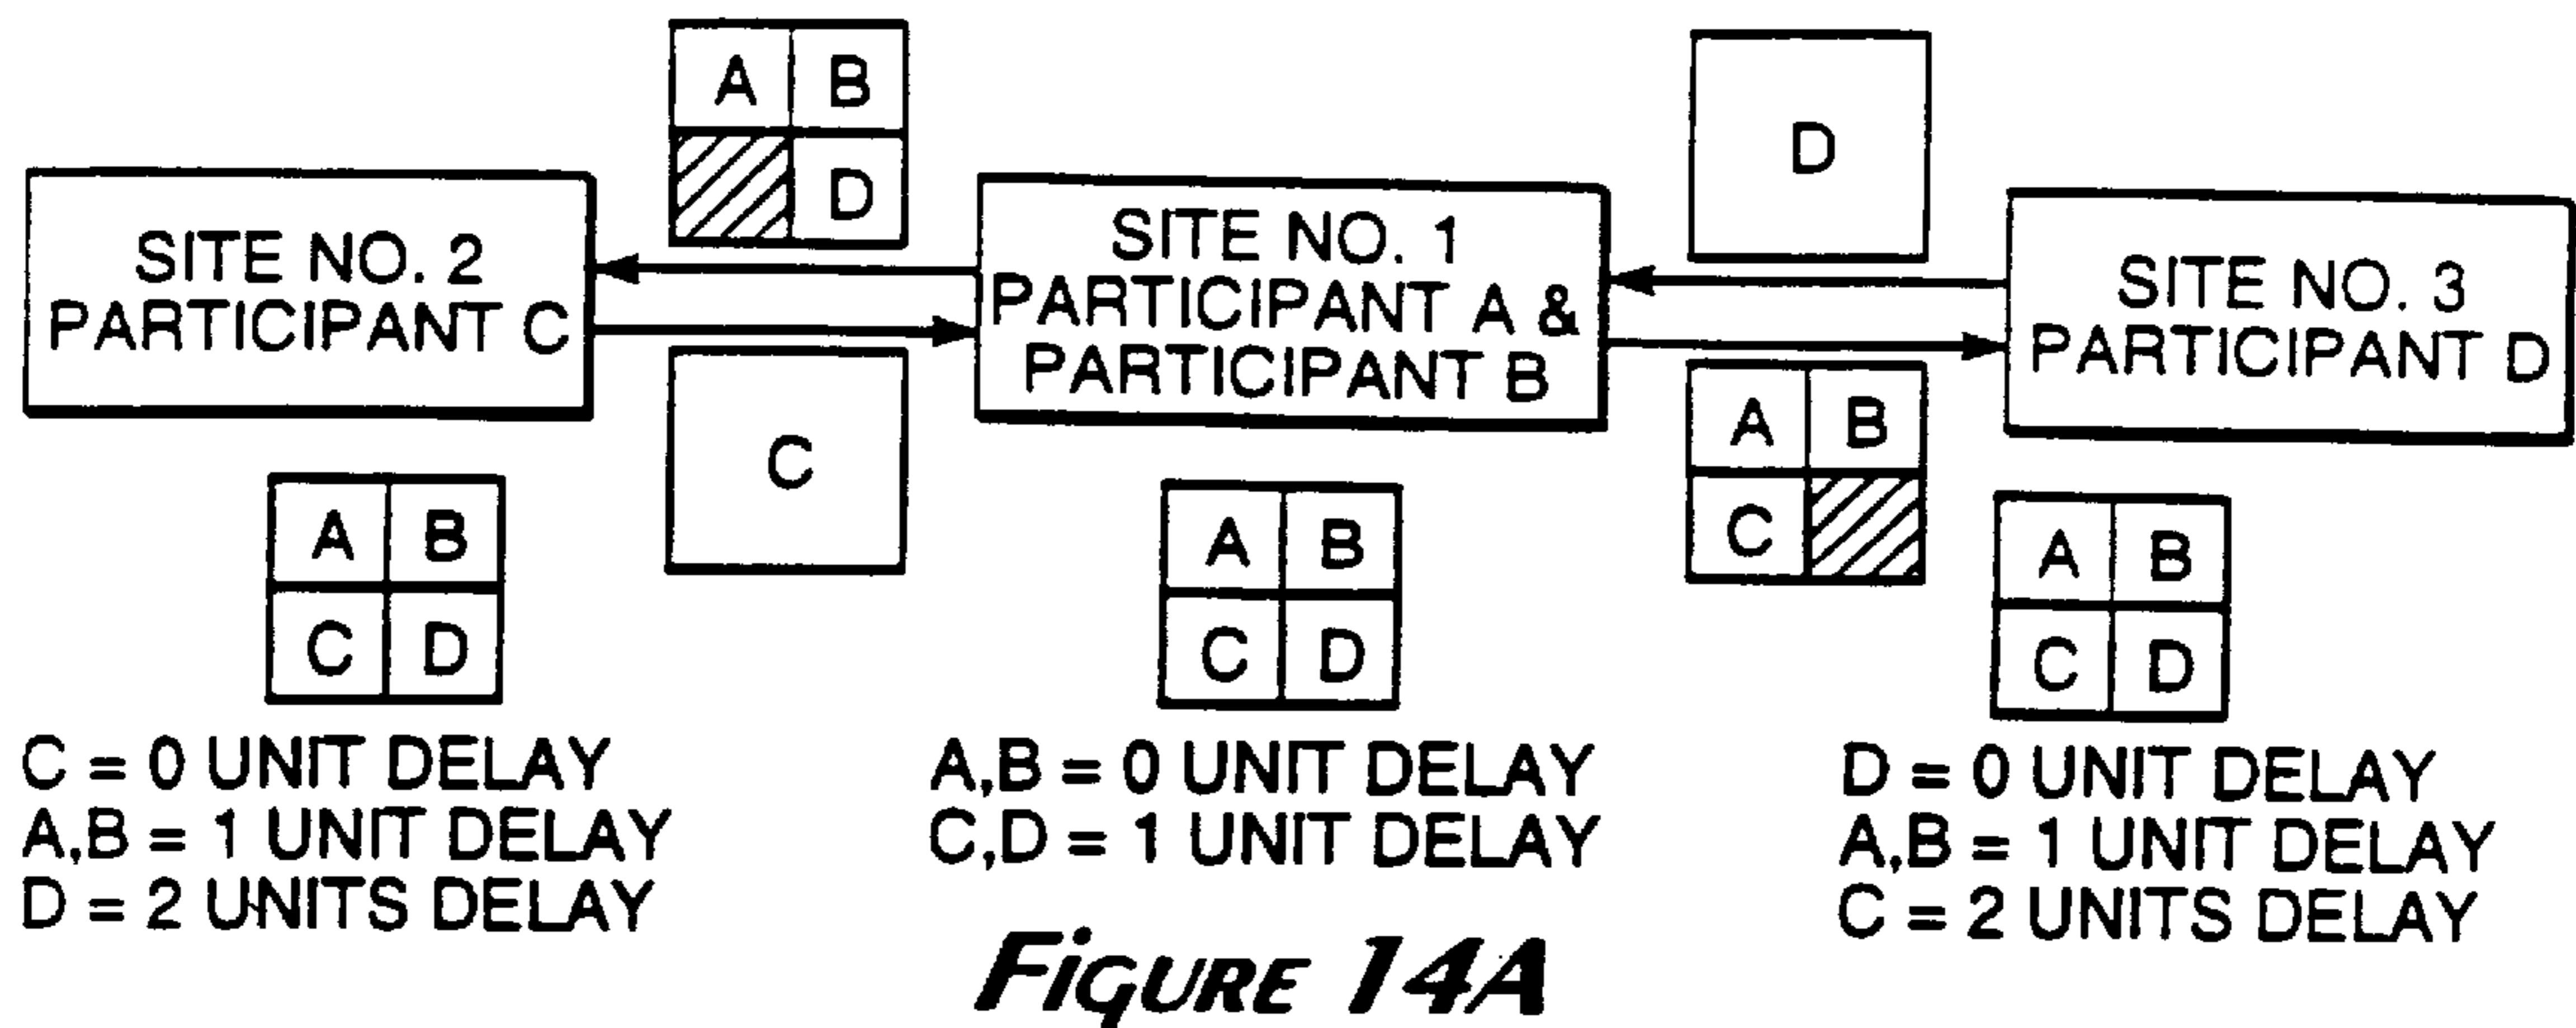 A B
D
D
SITE NO. 2
PARTICIPANT C
SITE NO. 1
PARTICIPANT A &
PARTICIPANT B
SITE NO. 3
PARTICIPANT D
C
A B
C
A B
C D
A B
C D
A B
C D
C = 0 UNIT DELAY
A,B = 1 UNIT DELAY
D = 2 UNITS DELAY
A,B = 0 UNIT DELAY
C,D = 1 UNIT DELAY
D = 0 UNIT DELAY
A,B = 1 UNIT DELAY
C = 2 UNITS DELAY
FIGURE 14A